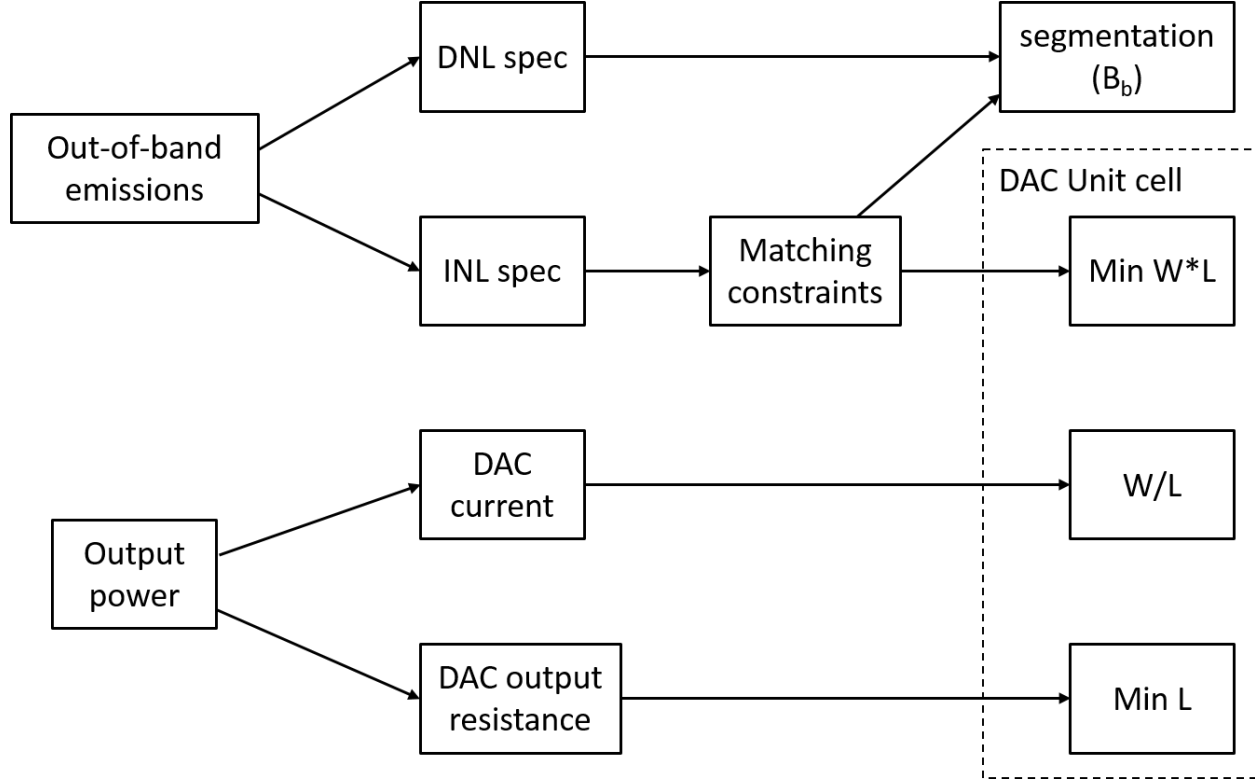 DNL spec
segmentation
(Bb)
Out-of-band
emissions
DAC Unit cell
INL spec
Matching
constraints
Min W*L
DAC
current
W/L
Output
power
DAC output
resistance
Min L